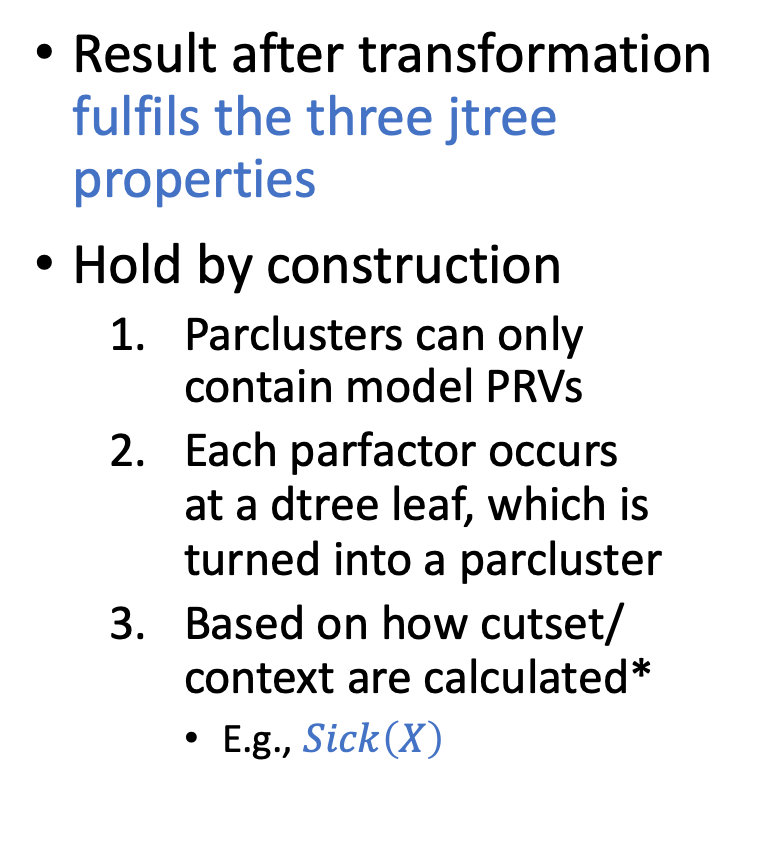 • Result after transformation
fulfils the three jtree
properties
• Hold by construction
1. Parclusters can only
contain model PRVs
2. Each parfactor occurs
at a dtree leaf, which is
turned into a parcluster
3. Based on how cutset/
context are calculated*
• E.g., Sick(X)